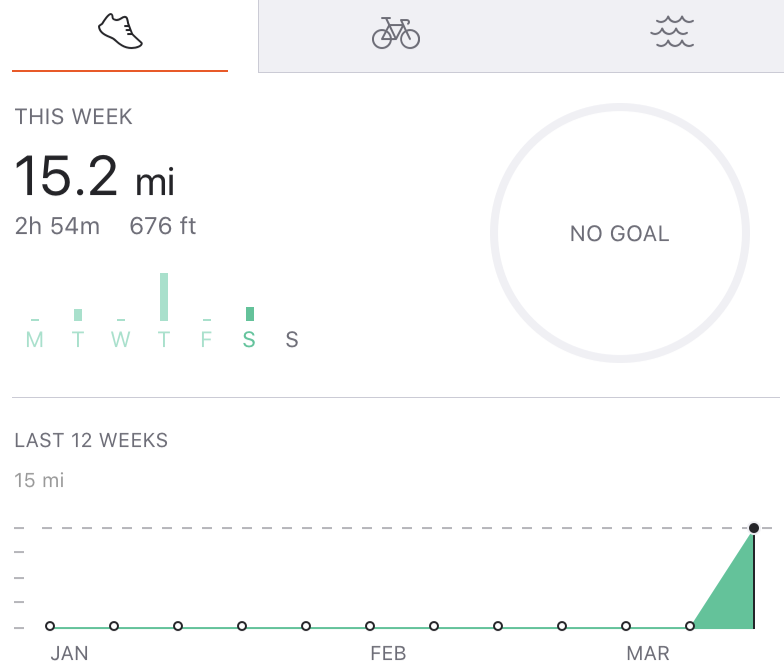 THIS WEEK
15.2 mi
2h 54m 676 ft
NO GOAL
M T W T F S S
LAST 12 WEEKS
15 mi
JAN FEB MAR